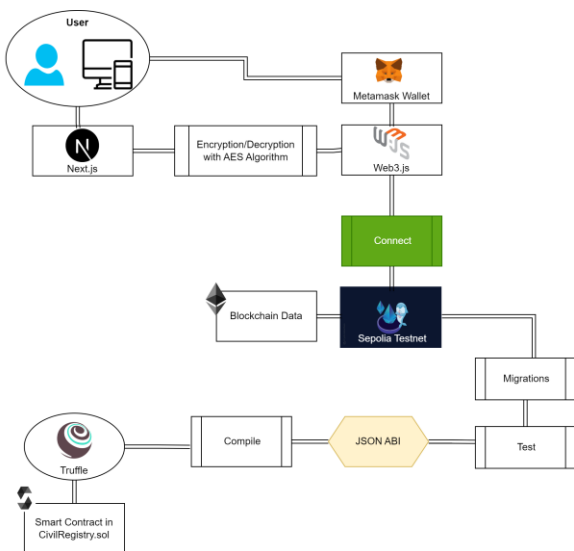 User
Metamask Wallet
N
Next.js
Encryption/Decryption
with AES Algorithm
W3JS
Web3.js
Connect
Blockchain Data
Sepolia Testnet
Migrations
Truffle
Compile
JSON ABI
Test
Smart Contract in
CivilRegistry.sol